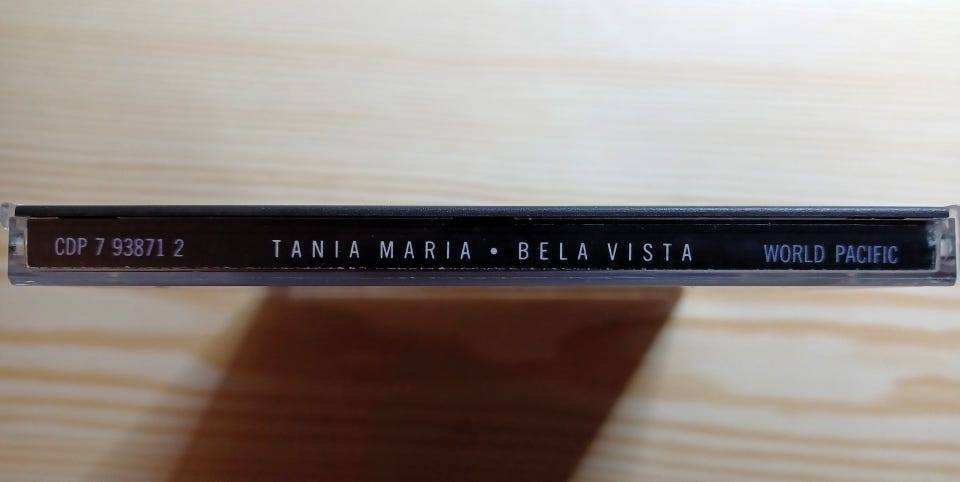 CDP 7 93871 2 TANIA MARIA • BELA VISTA WORLD PACIFIC